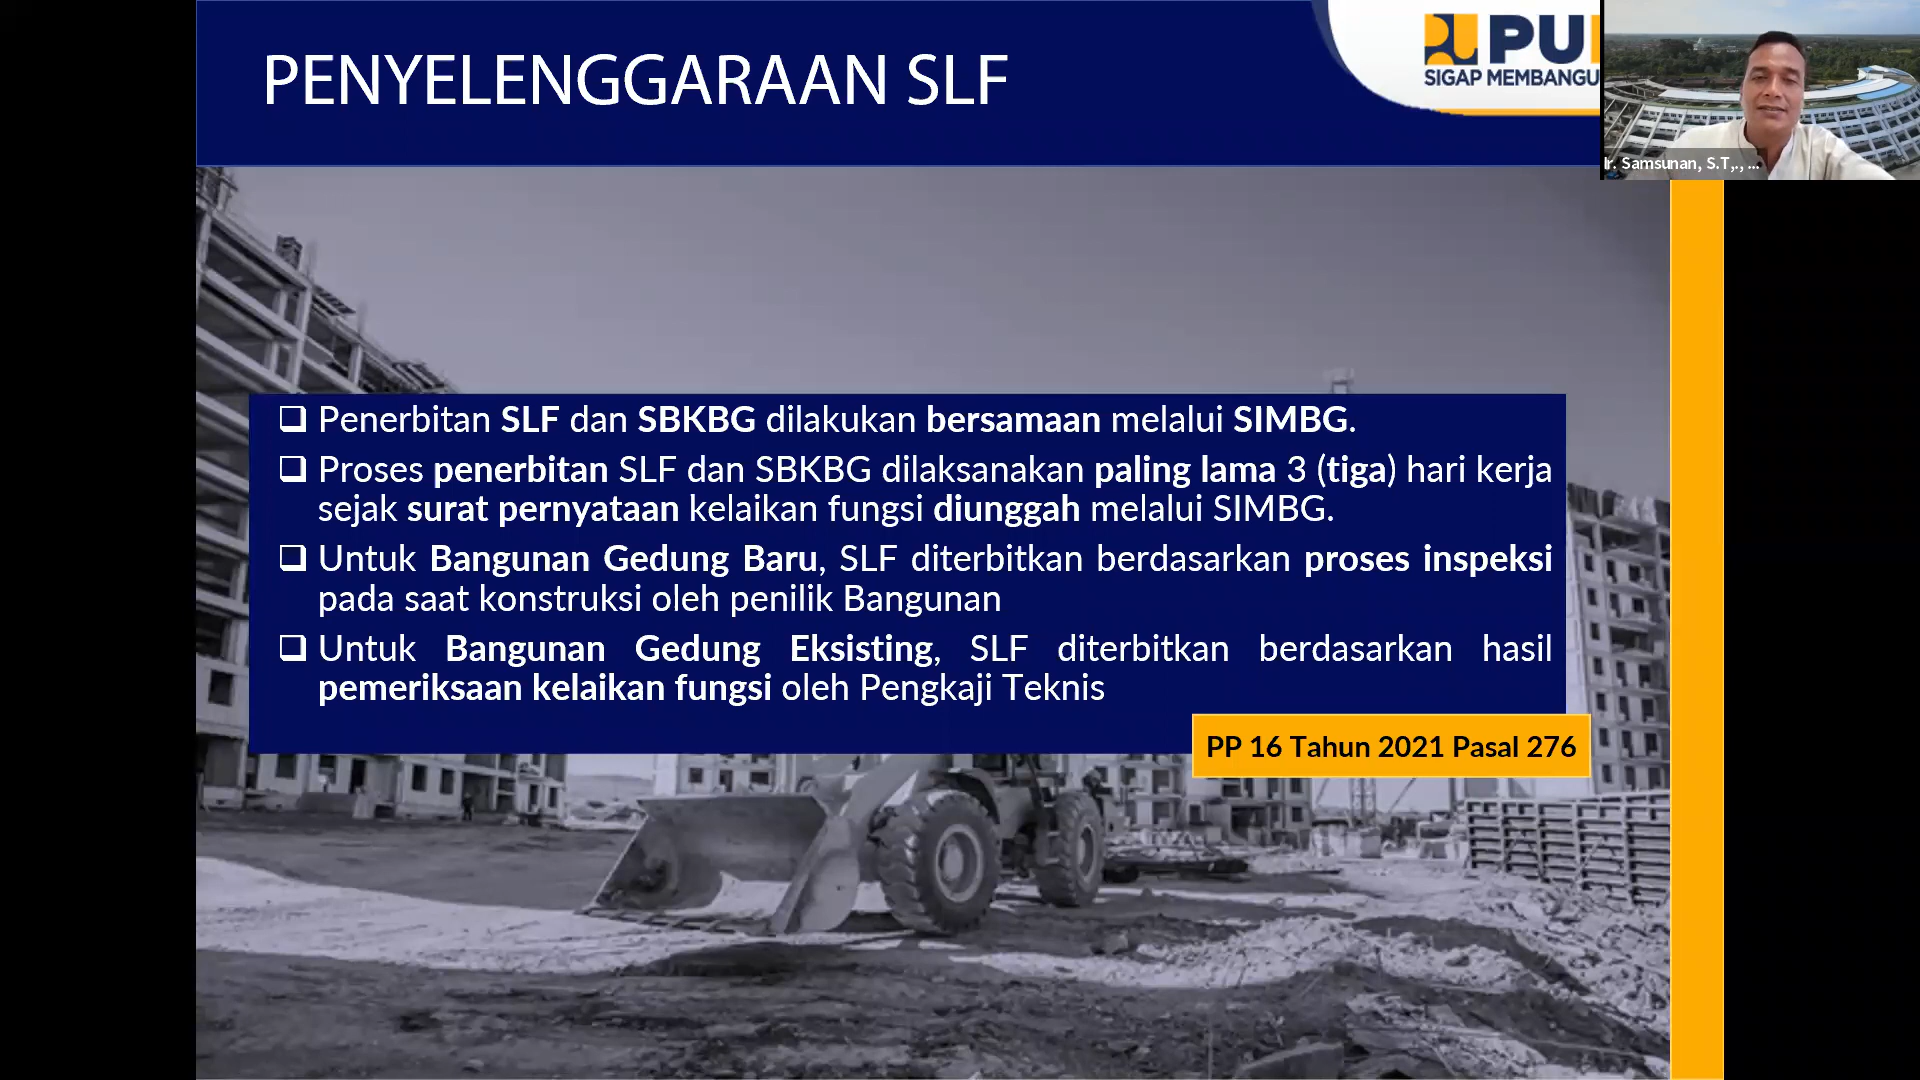 PENYELENGGARAAN SLF
PU
SIGAP MEMBANGU
Ir. Samsunan, S.T,., ...
❑ Penerbitan SLF dan SBKBG dilakukan bersamaan melalui SIMBG.
❑ Proses penerbitan SLF dan SBKBG dilaksanakan paling lama 3 (tiga) hari kerja
sejak surat pernyataan kelaikan fungsi diunggah melalui SIMBG.
❑ Untuk Bangunan Gedung Baru, SLF diterbitkan berdasarkan proses inspeksi
pada saat konstruksi oleh penilik Bangunan
❑ Untuk Bangunan Gedung Eksisting, SLF diterbitkan berdasarkan hasil
pemeriksaan kelaikan fungsi oleh Pengkaji Teknis
PP 16 Tahun 2021 Pasal 276